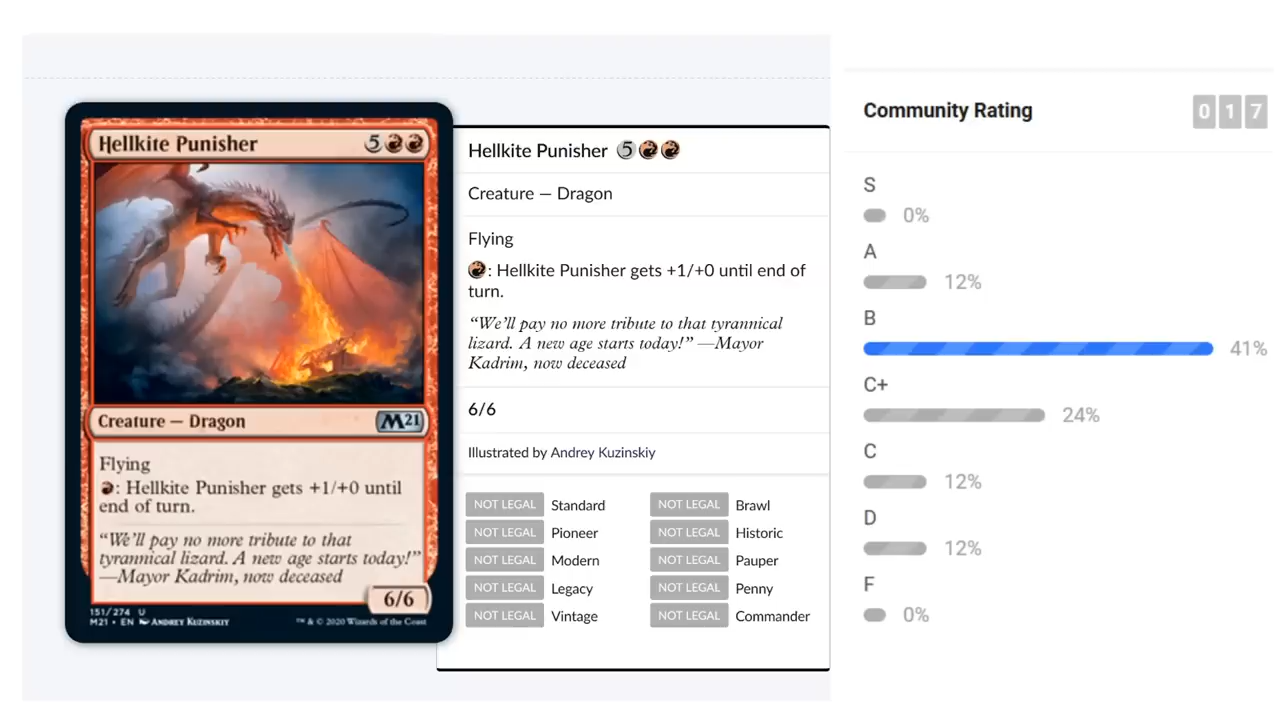 Hellkite Punisher 5
Creature — Dragon M21
Flying
: Hellkite Punisher gets +1/+0 until
end of turn.
“We’ll pay no more tribute to that
tyrannical lizard. A new age starts today!”
—Mayor Kadrim, now deceased
6/6
151/274 U
M21 • EN Andrey Kuzinskiy
™ & © 2020 Wizards of the Coast
Hellkite Punisher 5
Creature — Dragon
Flying
: Hellkite Punisher gets +1/+0 until end of
turn.
“We’ll pay no more tribute to that tyrannical
lizard. A new age starts today!” —Mayor
Kadrim, now deceased
6/6
Illustrated by Andrey Kuzinskiy
NOT LEGAL Standard NOT LEGAL Brawl
NOT LEGAL Pioneer NOT LEGAL Historic
NOT LEGAL Modern NOT LEGAL Pauper
NOT LEGAL Legacy NOT LEGAL Penny
NOT LEGAL Vintage NOT LEGAL Commander
Community Rating 0 1 7
S
0%
A
12%
B
41%
C+
24%
C
12%
D
12%
F
0%